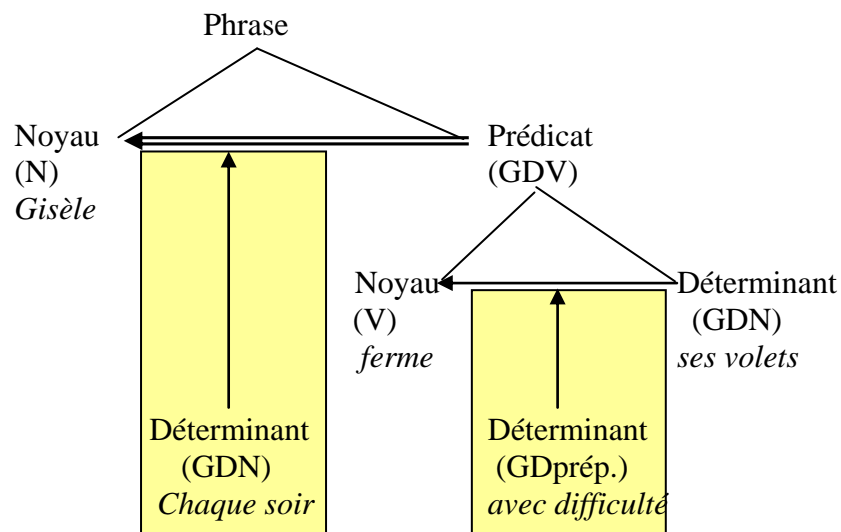 Phrase
Noyau
(N)
Gisèle
Prédicat
(GDV)
Noyau
(V)
ferme
Déterminant
(GDN)
ses volets
Déterminant
(GDN)
Chaque soir
Déterminant
(GDprép.)
avec difficulté